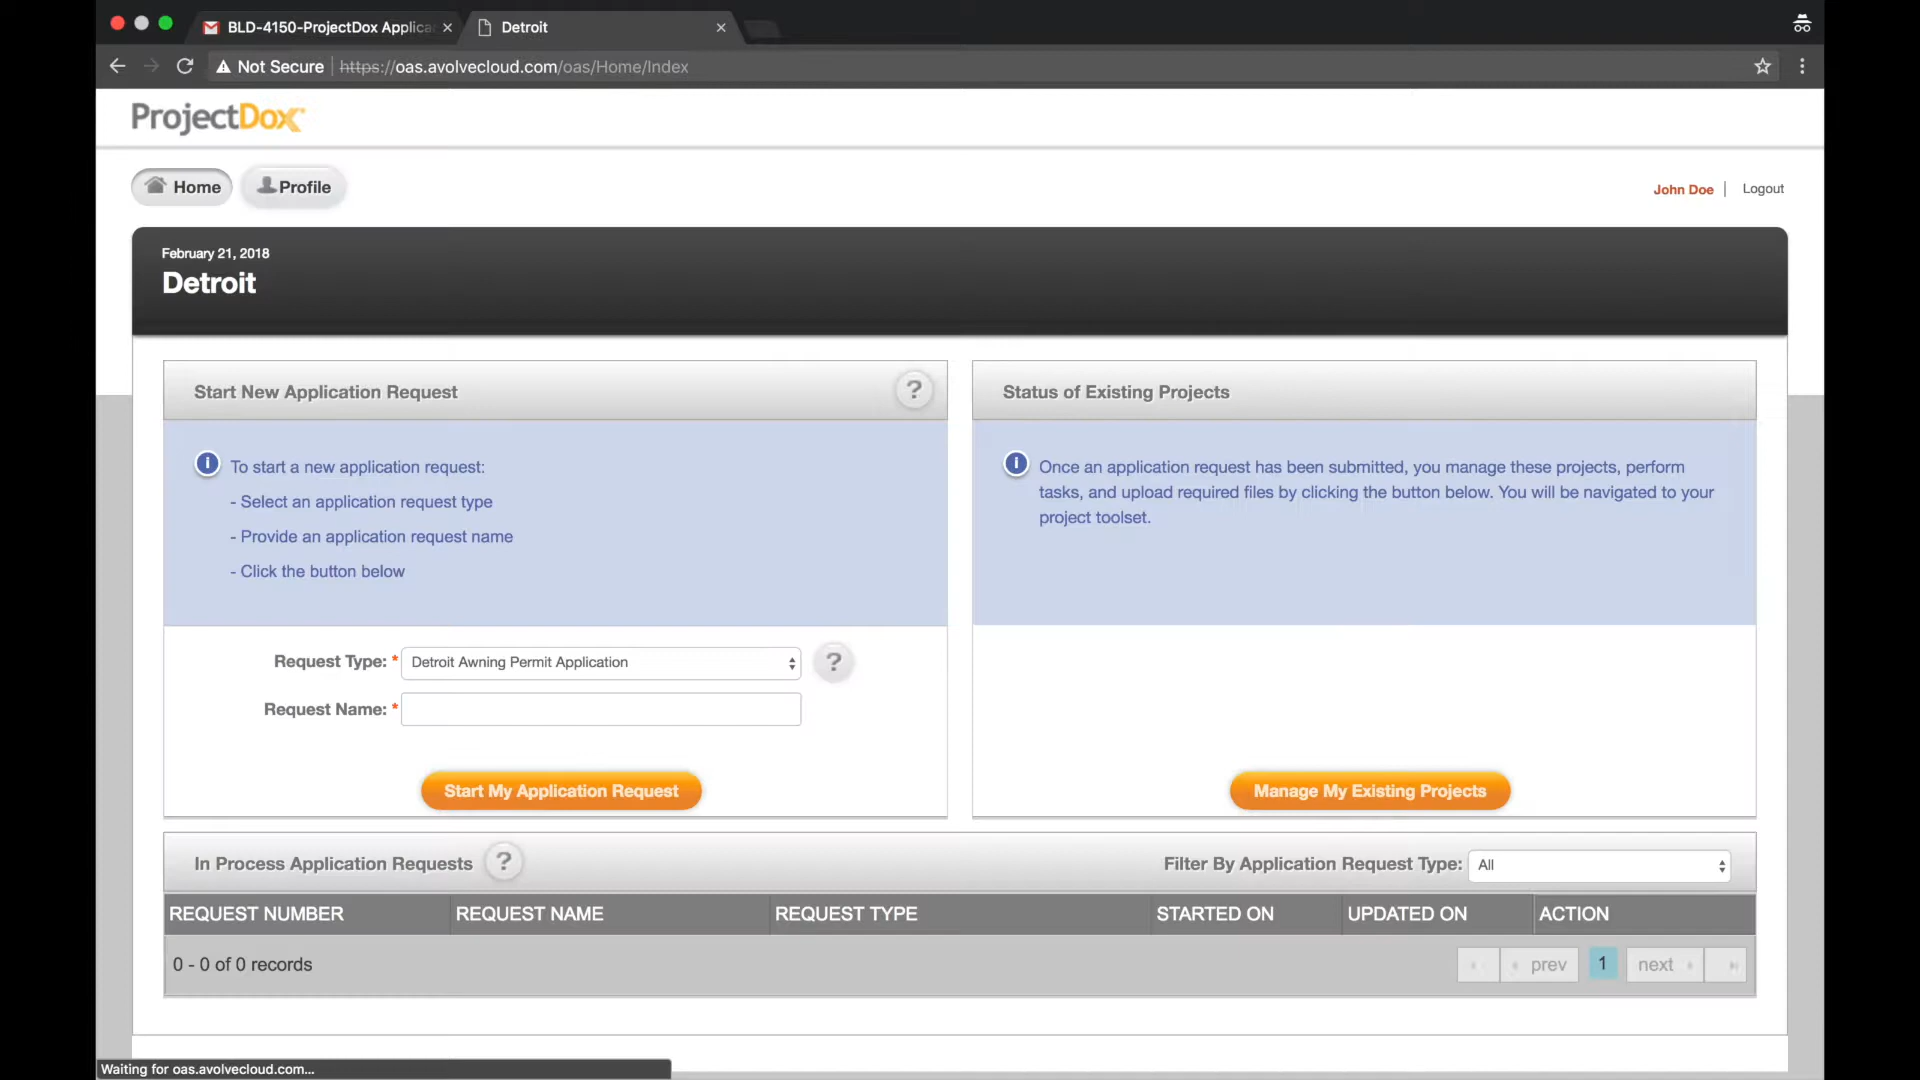 BLD-4150-ProjectDox Applica
Detroit
Not Secure
https://oas.avolvecloud.com/oas/Home/Index
ProjectDox
Home
Profile
John Doe
Logout
February 21, 2018
Detroit
Start New Application Request
?
To start a new application request:
- Select an application request type
- Provide an application request name
- Click the button below
Request Type: *
Detroit Awning Permit Application
?
Request Name: *
Start My Application Request
Status of Existing Projects
Once an application request has been submitted, you manage these projects, perform
tasks, and upload required files by clicking the button below. You will be navigated to your
project toolset.
Manage My Existing Projects
In Process Application Requests
?
Filter By Application Request Type:
All
REQUEST NUMBER
REQUEST NAME
REQUEST TYPE
STARTED ON
UPDATED ON
ACTION
0 - 0 of 0 records
prev
1
next
Waiting for oas.avolvecloud.com...